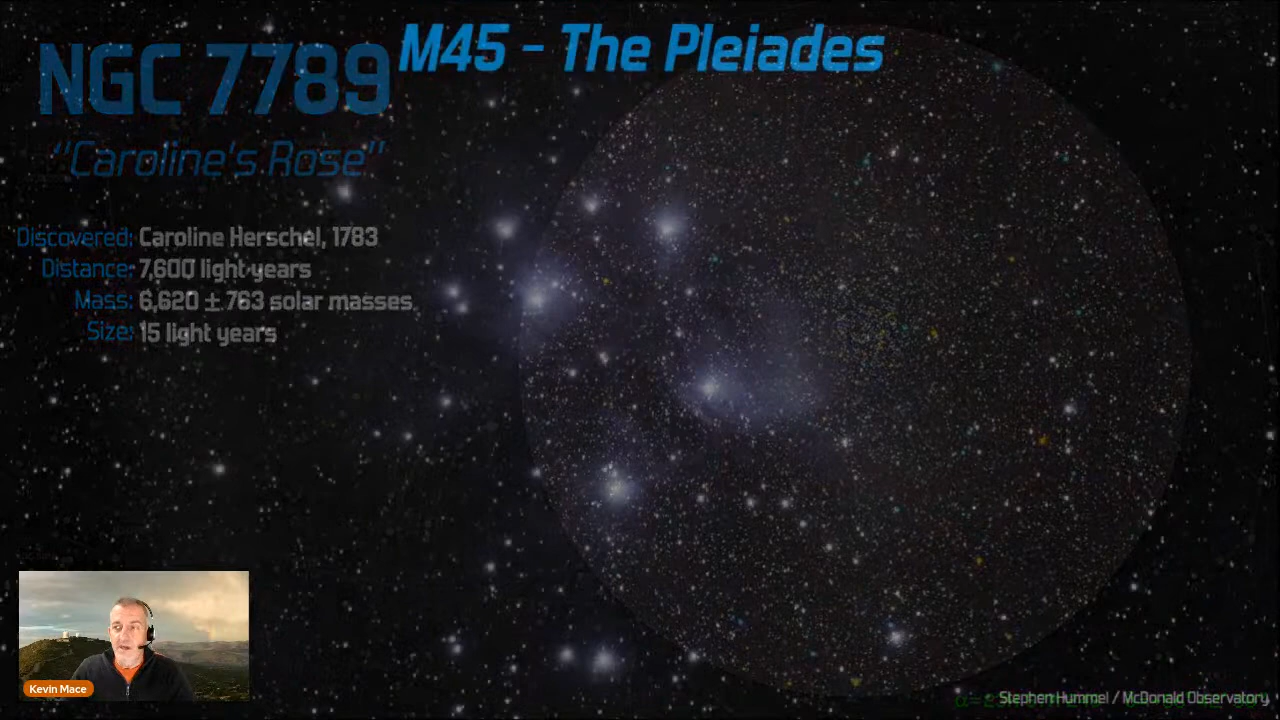 M45 - The Pleiades
NGC 7789
"Caroline's Rose"
Discovered: Caroline Herschel, 1783
Distance: 7,600 light years
Mass: 6,620 ± 763 solar masses
Size: 15 light years
Kevin Mace
Stephen Hummel / McDonald Observatory